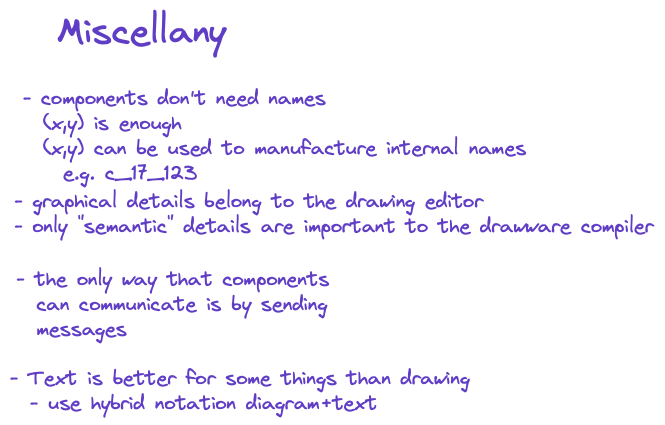 Miscellany
- components don't need names
(x,y) is enough
(x,y) can be used to manufacture internal names
e.g. c_17_123
- graphical details belong to the drawing editor
- only "semantic" details are important to the drawware compiler
- the only way that components
can communicate is by sending
messages
- Text is better for some things than drawing
- use hybrid notation diagram+text